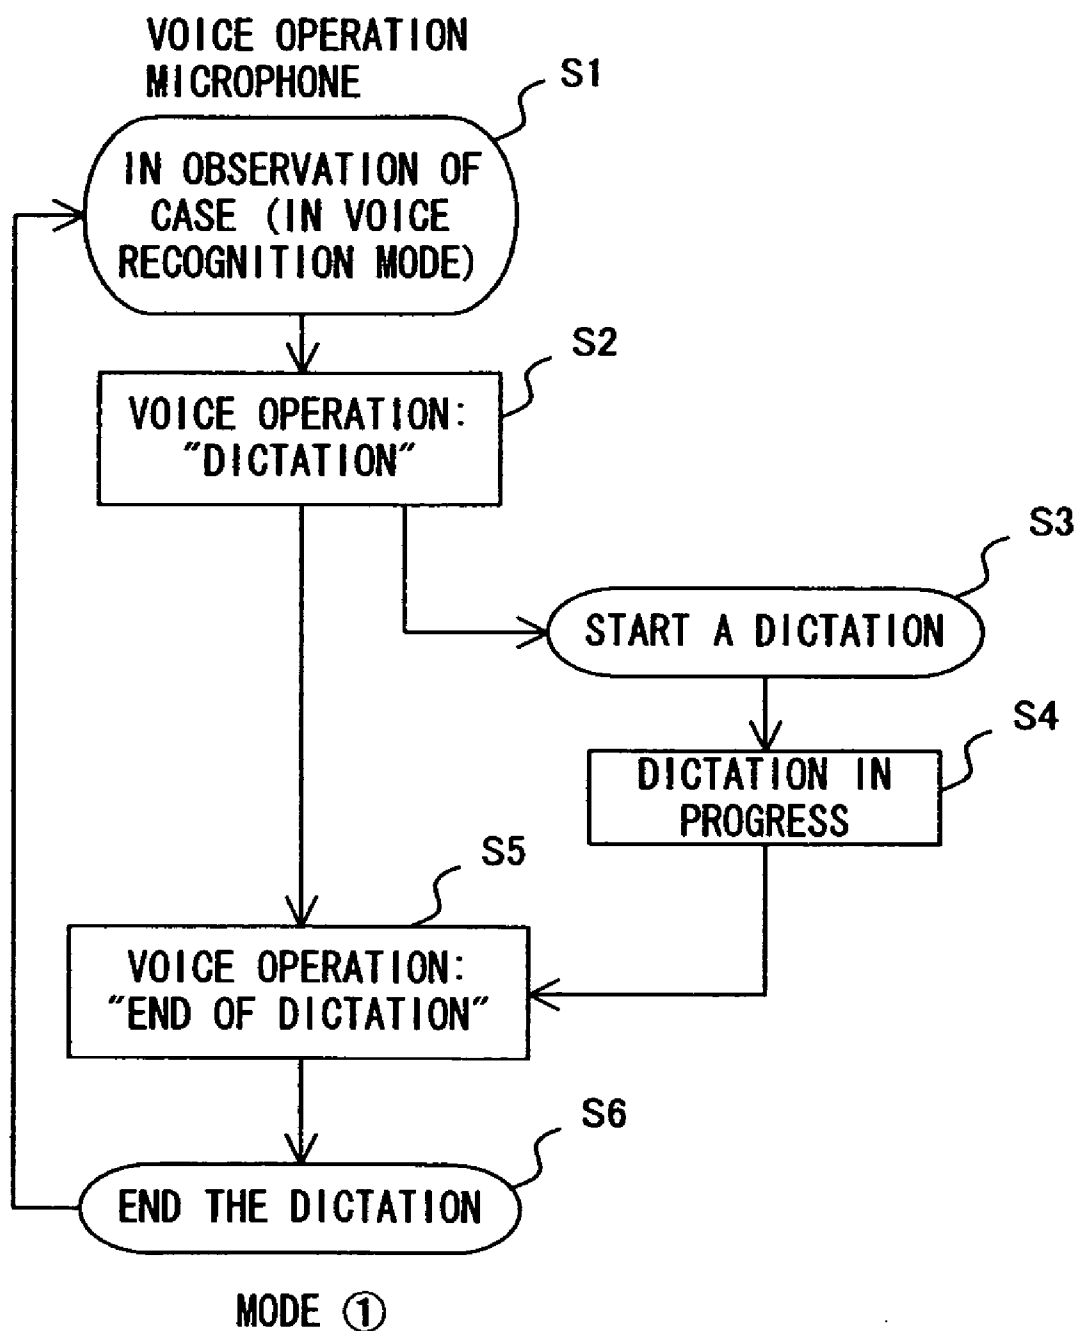 VOICE OPERATION
MICROPHONE
S1
IN OBSERVATION OF
CASE (IN VOICE
RECOGNITION MODE)
S2
VOICE OPERATION:
"DICTATION"
S3
START A DICTATION
S4
DICTATION IN
PROGRESS
S5
VOICE OPERATION:
"END OF DICTATION"
S6
END THE DICTATION
MODE ①